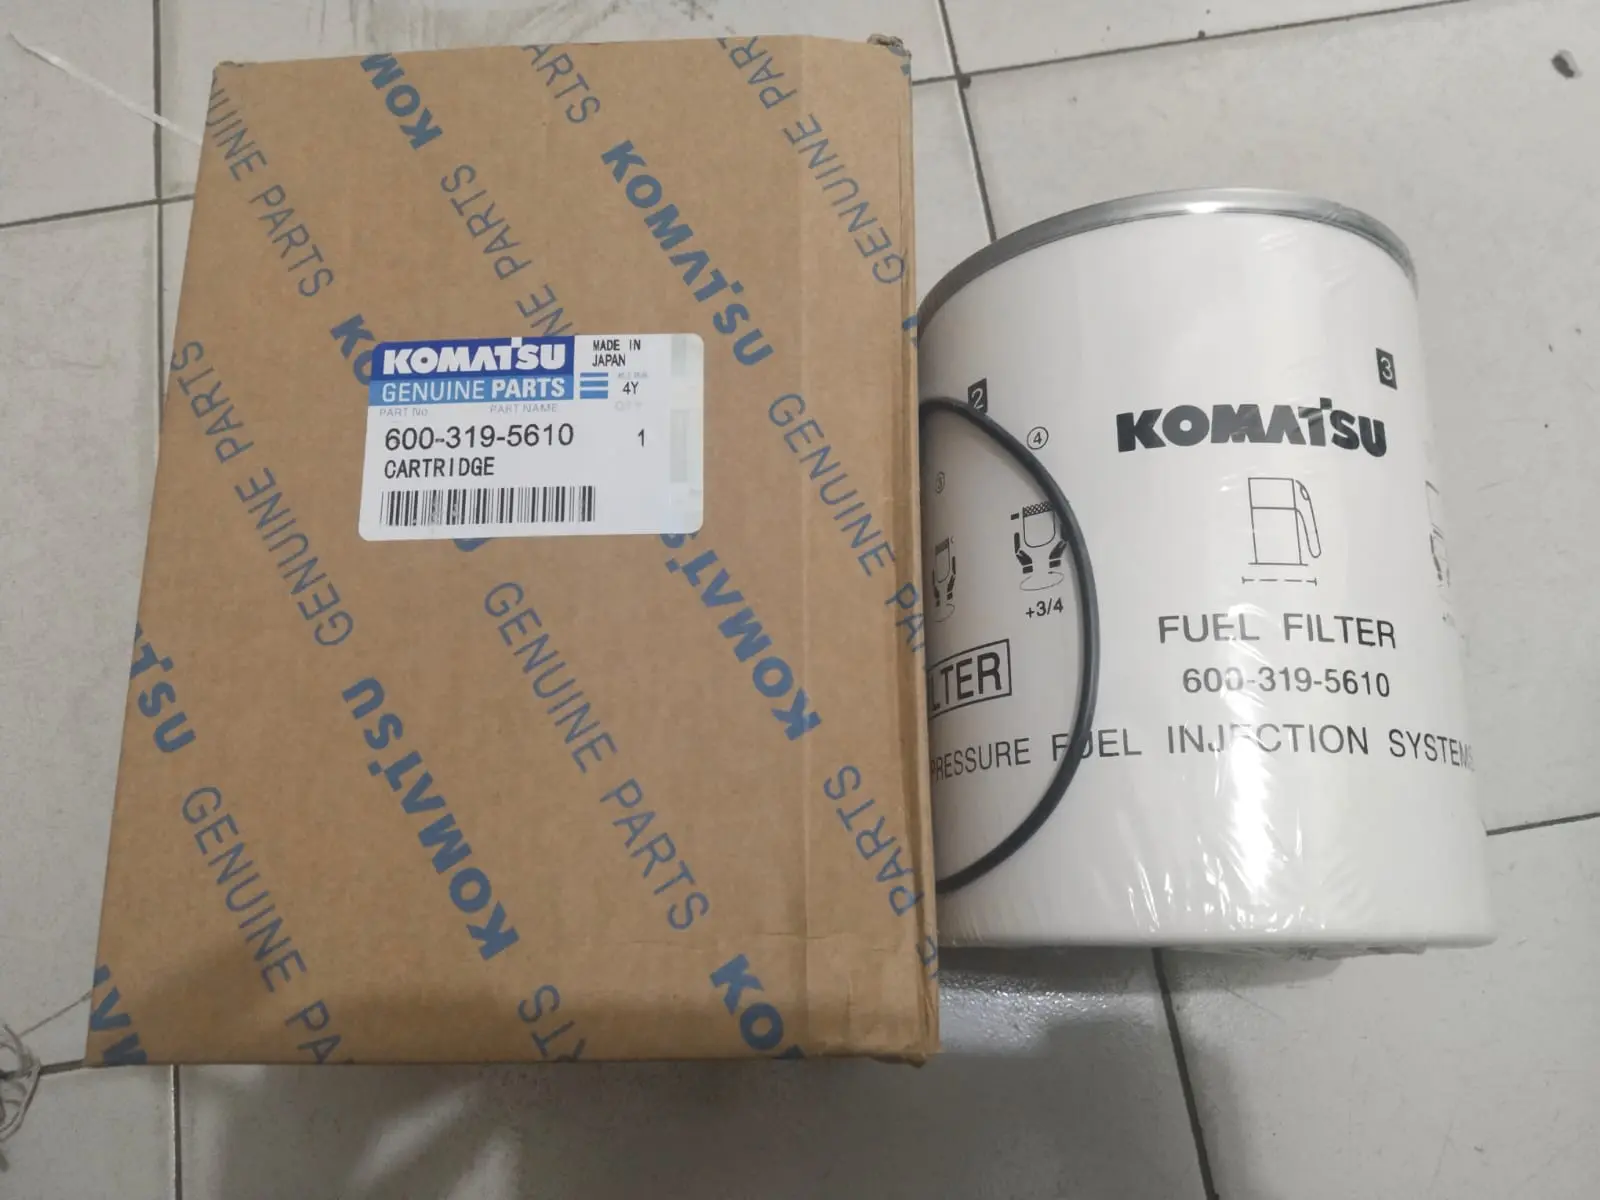 KOMATSU
GENUINE PARTS
MADE IN
JAPAN
4Y
PART No.
PART NAME
600-319-5610
1
CARTRIDGE
KOMATSU
GENUINE PARTS
KOMATSU
GENUINE PARTS
KOMATSU
GENUINE PARTS
GENUINE PARTS
2
3
4
3
KOMATSU
+3/4
FUEL FILTER
600-319-5610
LTER
PRESSURE FUEL INJECTION SYSTEMS